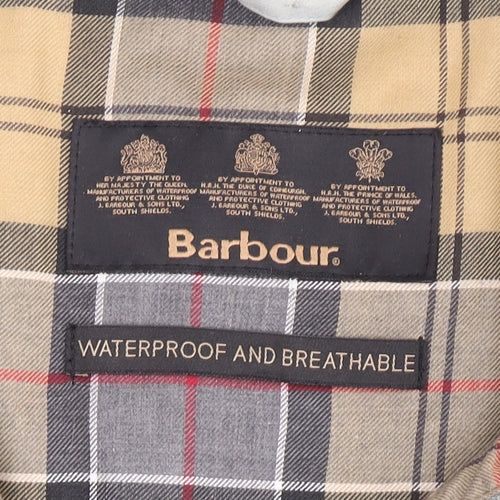 BY APPOINTMENT TO
HER MAJESTY THE QUEEN,
MANUFACTURERS OF WATERPROOF
AND PROTECTIVE CLOTHING
J. BARBOUR & SONS LTD.,
SOUTH SHIELDS.
BY APPOINTMENT TO
H.R.H. THE DUKE OF EDINBURGH,
MANUFACTURERS OF WATERPROOF
AND PROTECTIVE CLOTHING
J. BARBOUR & SONS LTD.,
SOUTH SHIELDS.
BY APPOINTMENT TO
H.R.H. THE PRINCE OF WALES,
MANUFACTURERS OF WATERPROOF
AND PROTECTIVE CLOTHING
J. BARBOUR & SONS LTD.,
SOUTH SHIELDS.
Barbour®
WATERPROOF AND BREATHABLE